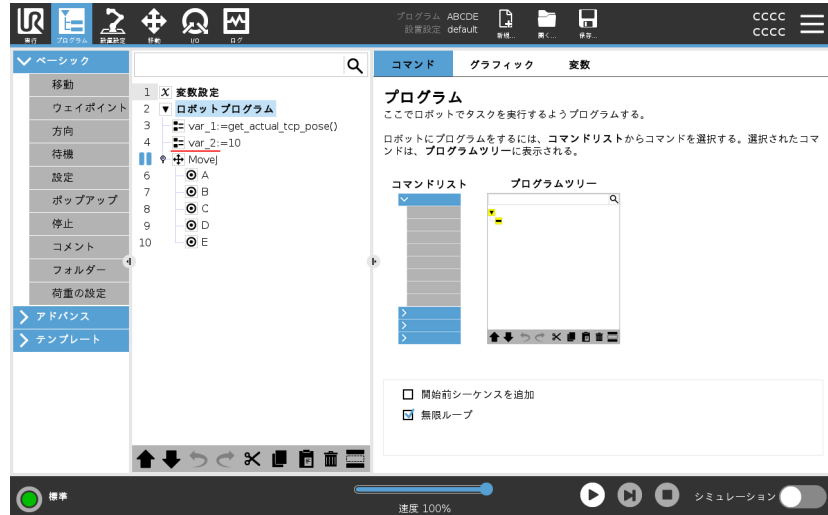 UR
実行
プログラム
設置設定
移動
I/O
ログ
プログラム ABCDE
設置設定 default
新規...
開く...
保存...
cccc
cccc
ベーシック
移動
ウェイポイント
方向
待機
設定
ポップアップ
停止
コメント
フォルダー
荷重の設定
アドバンス
テンプレート
1 X 変数設定
2 ロボットプログラム
3 var_1:=get_actual_tcp_pose()
4 var_2:=10
MoveJ
6 A
7 B
8 C
9 D
10 E
コマンド グラフィック 変数
プログラム
ここでロボットでタスクを実行するようプログラムする。
ロボットにプログラムをするには、コマンドリストからコマンドを選択する。選択されたコマ
ンドは、プログラムツリーに表示される。
コマンドリスト プログラムツリー
開始前シーケンスを追加
無限ループ
標準
速度 100%
シミュレーション